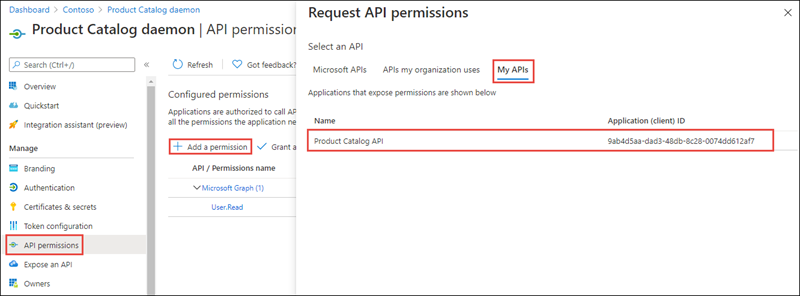 Dashboard > Contoso > Product Catalog daemon
Product Catalog daemon | API permission
Search (Ctrl+/)
Overview
Quickstart
Integration assistant (preview)
Manage
Branding
Authentication
Certificates & secrets
Token configuration
API permissions
Expose an API
Owners
Refresh
Got feedback?
Configured permissions
Applications are authorized to call AP
all the permissions the application ne
Add a permission
Grant a
API / Permissions name
Microsoft Graph (1)
User.Read
Request API permissions
Select an API
Microsoft APIs
APIs my organization uses
My APIs
Applications that expose permissions are shown below
Name
Application (client) ID
Product Catalog API
9ab4d5aa-dad3-48db-8c28-0074dd612af7